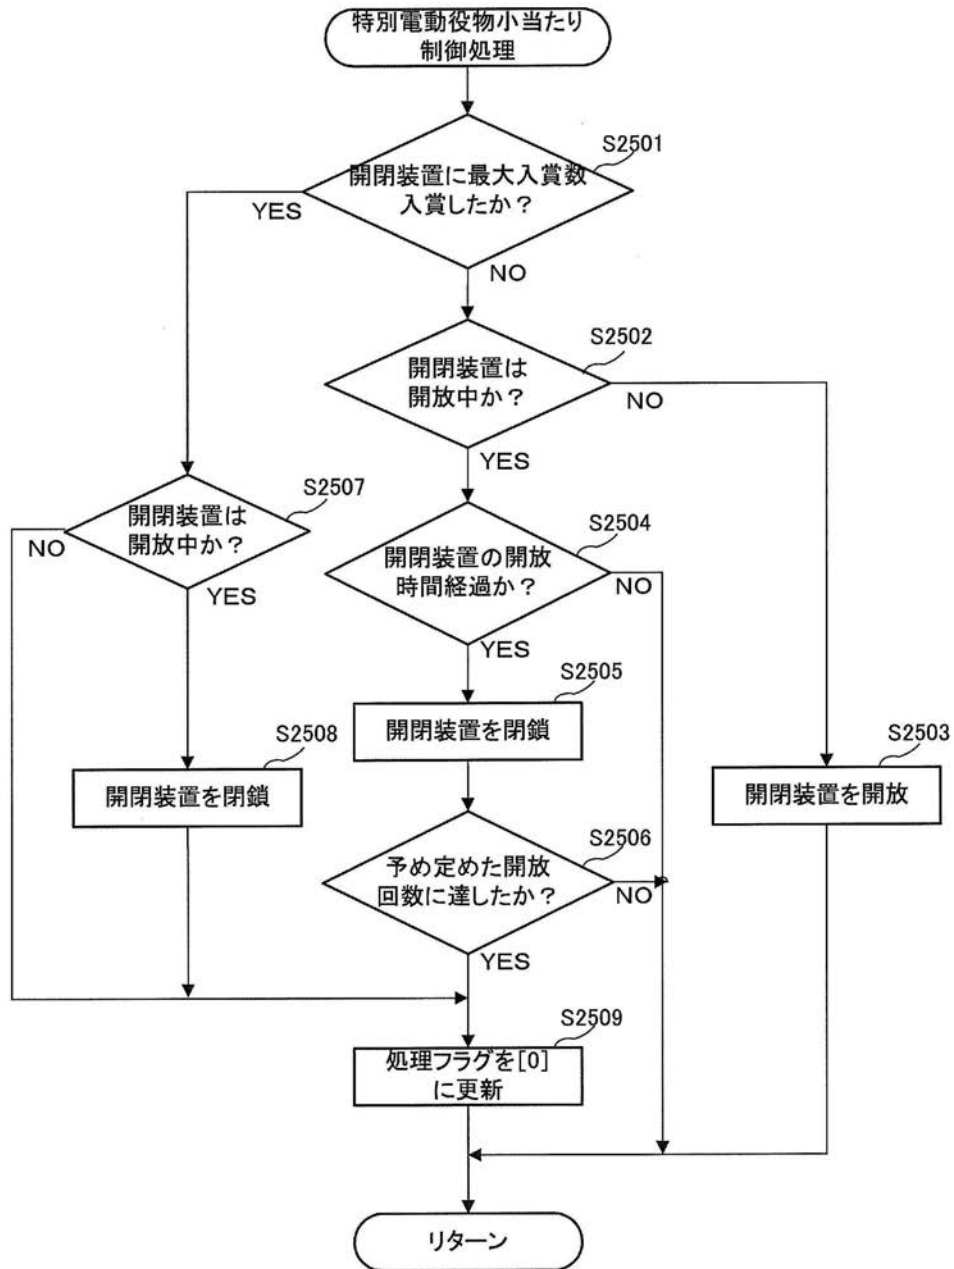 特別電動役物小当たり
制御処理
S2501
開閉装置に最大入賞数
入賞したか？
YES
NO
S2502
開閉装置は
開放中か？
NO
YES
S2507
開閉装置は
開放中か？
NO
YES
S2504
開閉装置の開放
時間経過か？
NO
YES
S2505
開閉装置を閉鎖
S2508
開閉装置を閉鎖
S2503
開閉装置を開放
S2506
予め定めた開放
回数に達したか？
NO
YES
S2509
処理フラグを[0]
に更新
リターン